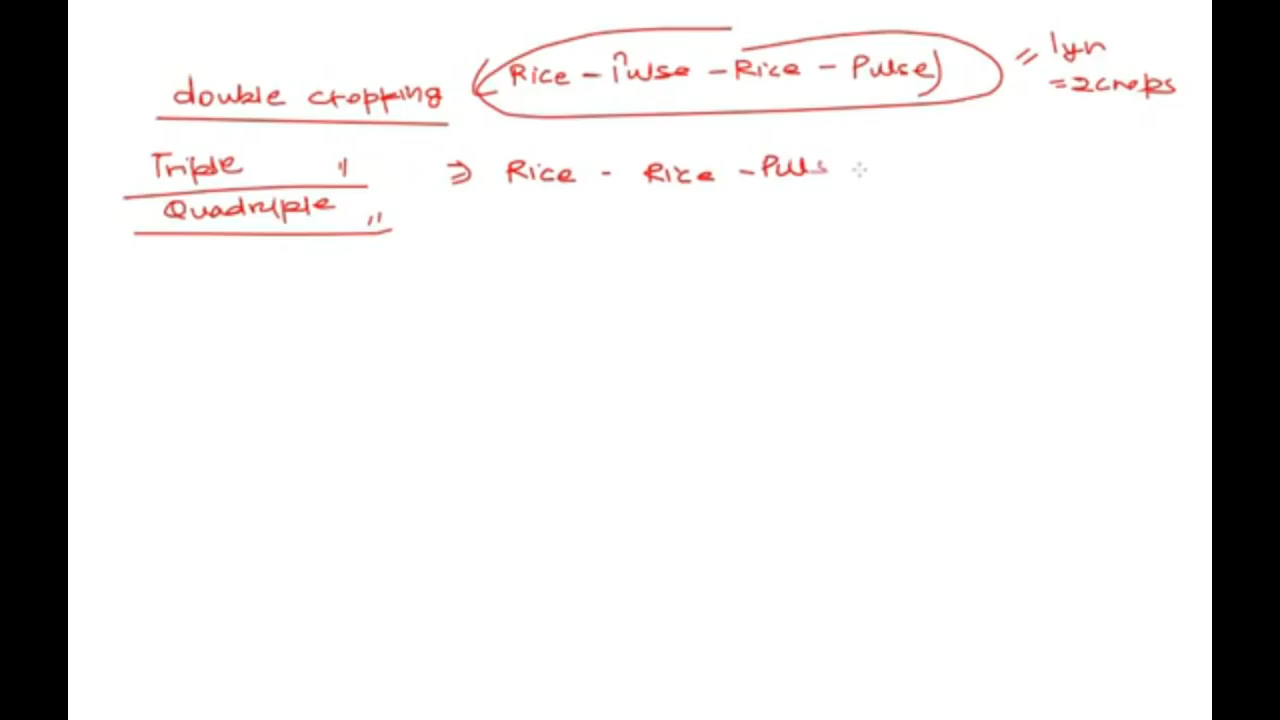 double cropping (Rice - Pulse - Rice - Pulse) = 1yr
= 2crops
Triple " ⇒ Rice - Rice - Puls
Quadruple "